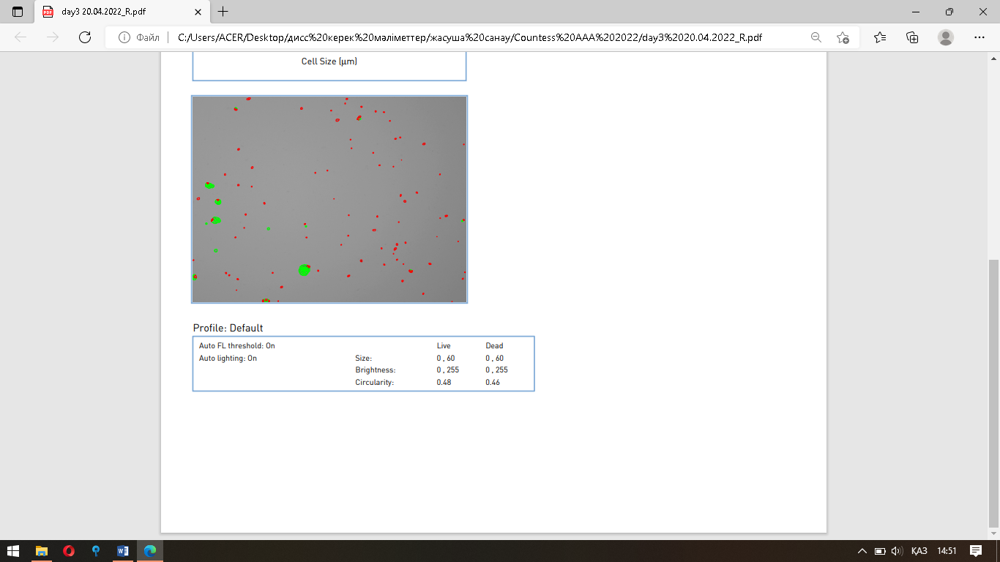 day3 20.04.2022_R.pdf
Файл
C:/Users/ACER/Desktop/дисс%20керек%20мәліметтер/жасуша%20санау/Countess%20AAA%202022/day3%2020.04.2022_R.pdf
Cell Size (µm)
Profile: Default
Auto FL threshold: On Live Dead
Auto lighting: On Size: 0 , 60 0 , 60
Brightness: 0 , 255 0 , 255
Circularity: 0.48 0.46
ҚАЗ 14:51